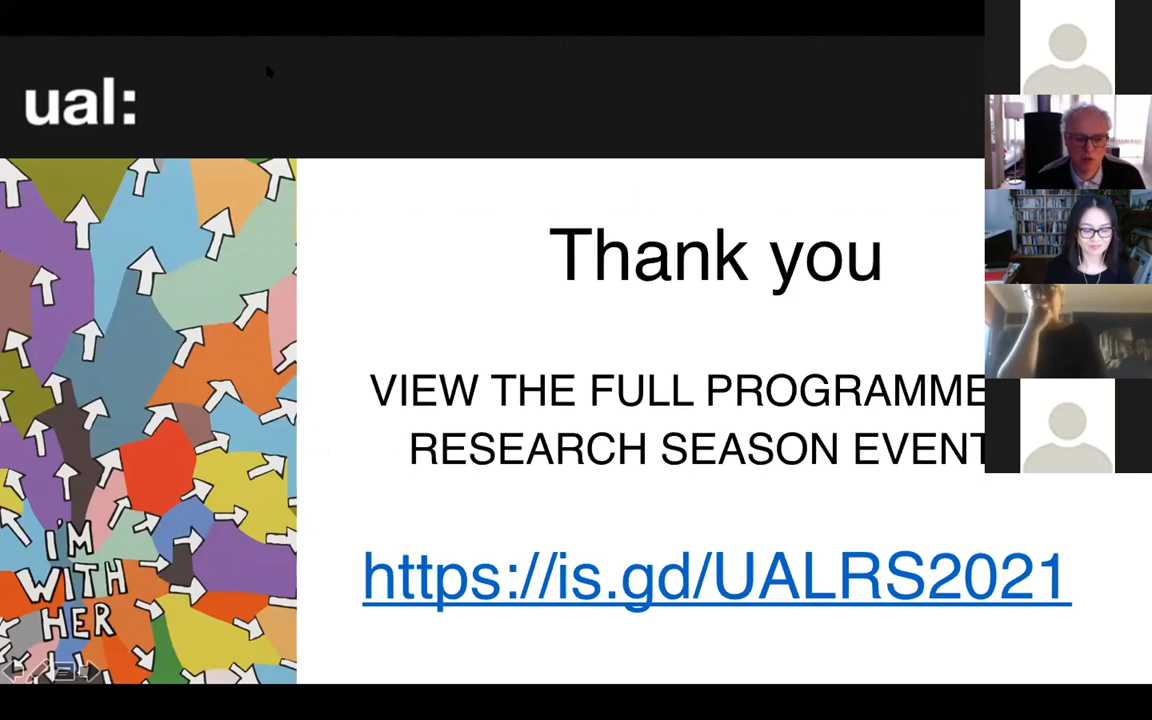 ual:
Thank you
VIEW THE FULL PROGRAMME
RESEARCH SEASON EVENT
https://is.gd/UALRS2021
I'M
WITH
HER